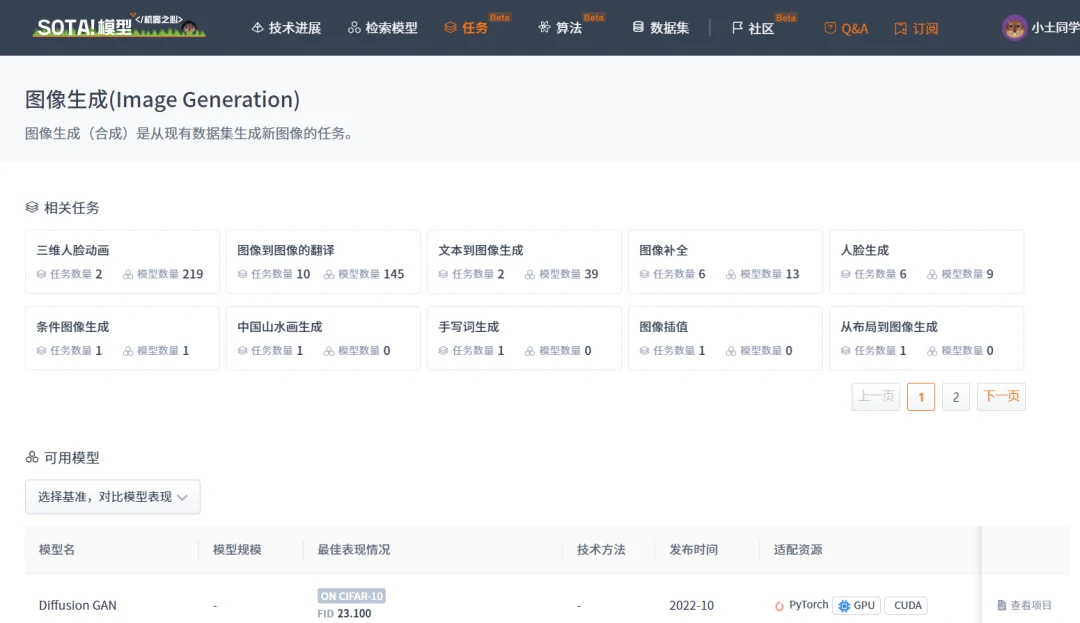 SOTA!模型 </机器之心>
技术进展 检索模型 任务 Beta 算法 Beta 数据集 社区 Beta Q&A 订阅 小土同学
图像生成(Image Generation)
图像生成（合成）是从现有数据集生成新图像的任务。
相关任务
三维人脸动画 图像到图像的翻译 文本到图像生成 图像补全 人脸生成
任务数量 2 模型数量 219 任务数量 10 模型数量 145 任务数量 2 模型数量 39 任务数量 6 模型数量 13 任务数量 6 模型数量 9
条件图像生成 中国山水画生成 手写词生成 图像插值 从布局到图像生成
任务数量 1 模型数量 1 任务数量 1 模型数量 0 任务数量 1 模型数量 0 任务数量 1 模型数量 0 任务数量 1 模型数量 0
上一页 1 2 下一页
可用模型
选择基准，对比模型表现
模型名 模型规模 最佳表现情况 技术方法 发布时间 适配资源
ON CIFAR-10
Diffusion GAN - FID 23.100 - 2022-10 PyTorch GPU CUDA 查看项目